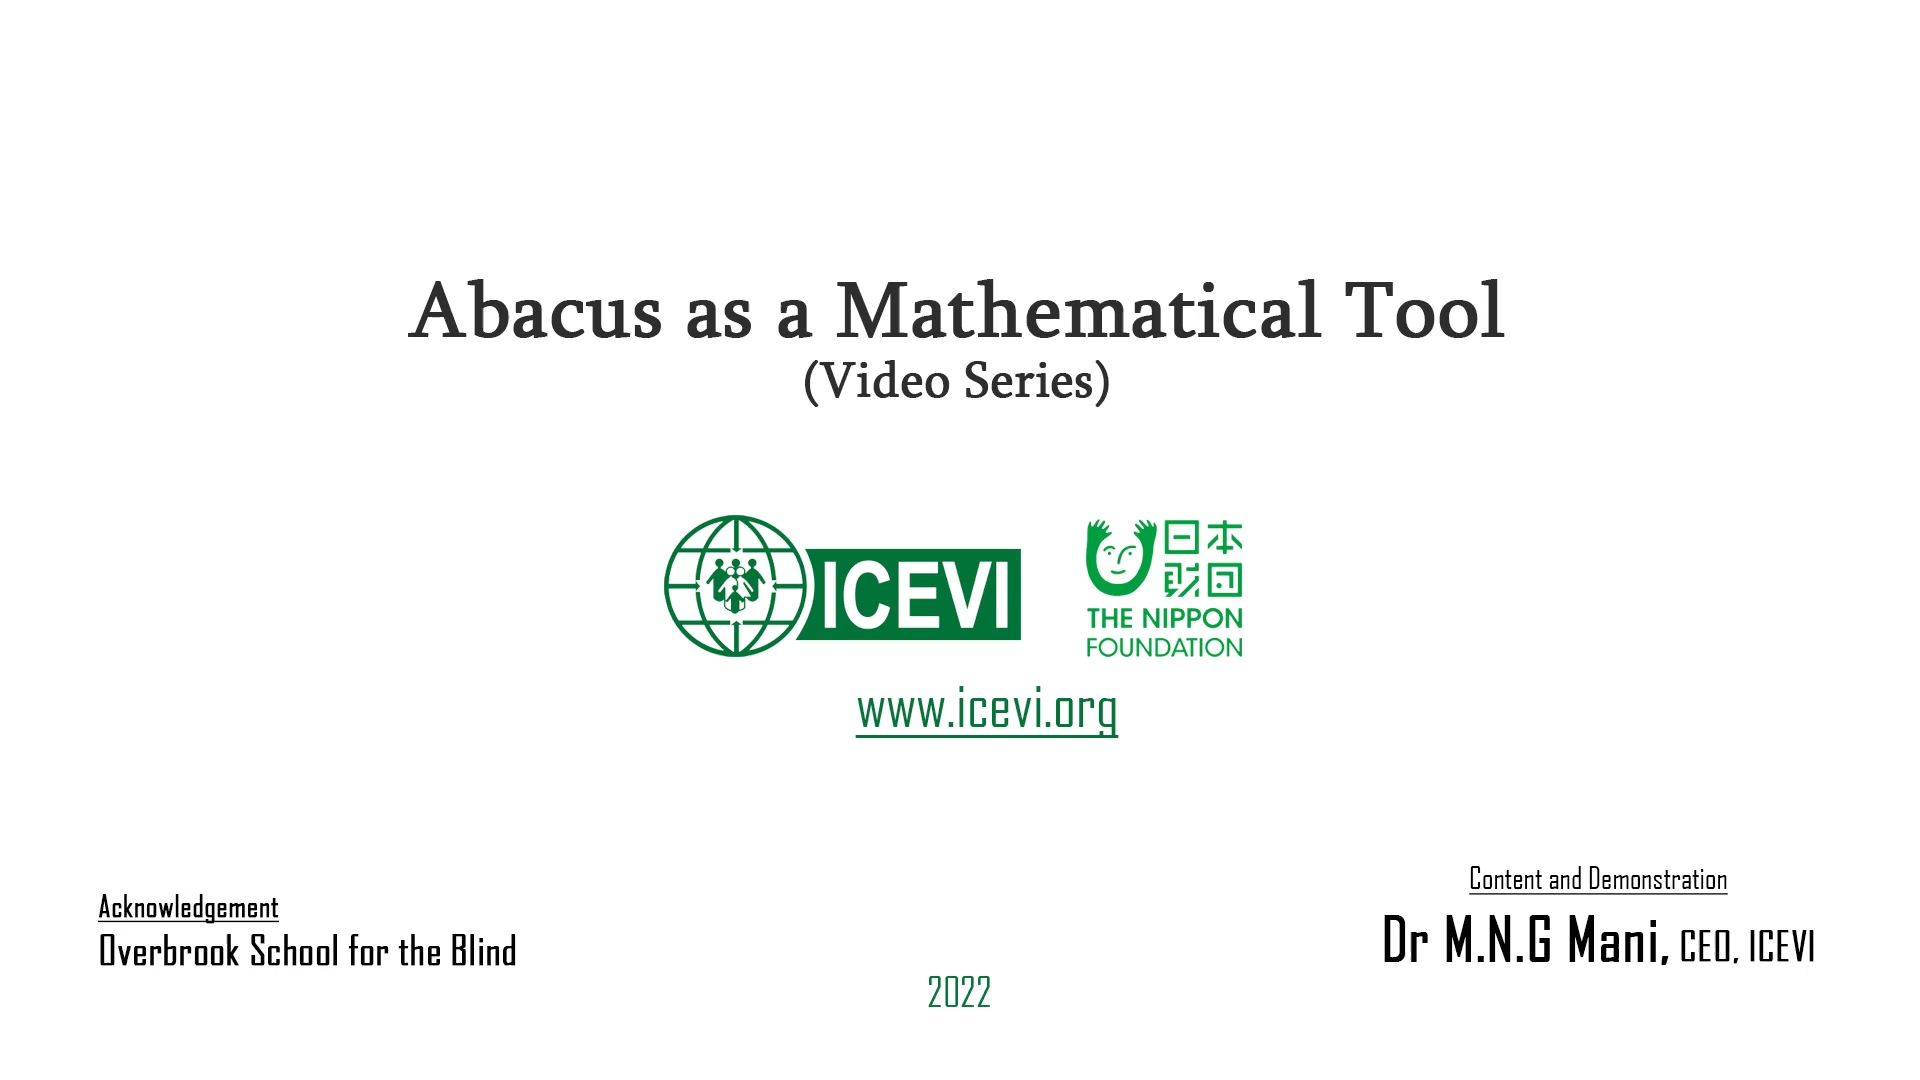 Abacus as a Mathematical Tool
(Video Series)
ICEVI
日本
財団
THE NIPPON
FOUNDATION
www.icevi.org
Acknowledgement
Overbrook School for the Blind
Content and Demonstration
Dr M.N.G Mani, CEO, ICEVI
2022